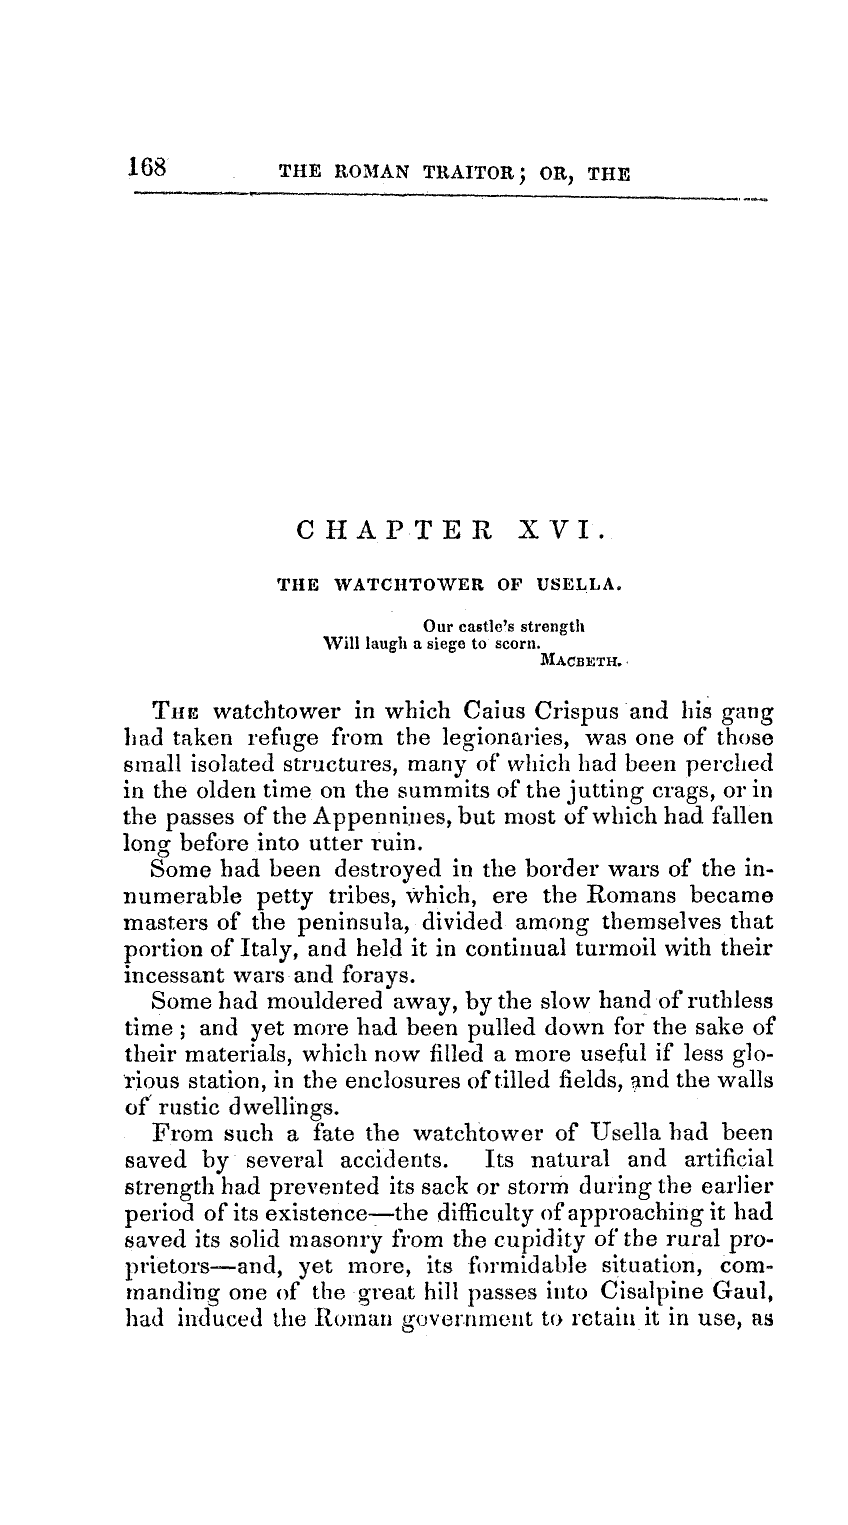 168 THE ROMAN TRAITOR; OR, THE
CHAPTER XVI.
THE WATCHTOWER OF USELLA.
Our castle's strength
Will laugh a siege to scorn.
MACBETH.
THE watchtower in which Caius Crispus and his gang
had taken refuge from the legionaries, was one of those
small isolated structures, many of which had been perched
in the olden time on the summits of the jutting crags, or in
the passes of the Appennines, but most of which had fallen
long before into utter ruin.
Some had been destroyed in the border wars of the in-
numerable petty tribes, which, ere the Romans became
masters of the peninsula, divided among themselves that
portion of Italy, and held it in continual turmoil with their
incessant wars and forays.
Some had mouldered away, by the slow hand of ruthless
time; and yet more had been pulled down for the sake of
their materials, which now filled a more useful if less glo-
rious station, in the enclosures of tilled fields, and the walls
of rustic dwellings.
From such a fate the watchtower of Usella had been
saved by several accidents. Its natural and artificial
strength had prevented its sack or storm during the earlier
period of its existence—the difficulty of approaching it had
saved its solid masonry from the cupidity of the rural pro-
prietors—and, yet more, its formidable situation, com-
manding one of the great hill passes into Cisalpine Gaul,
had induced the Roman government to retain it in use, as